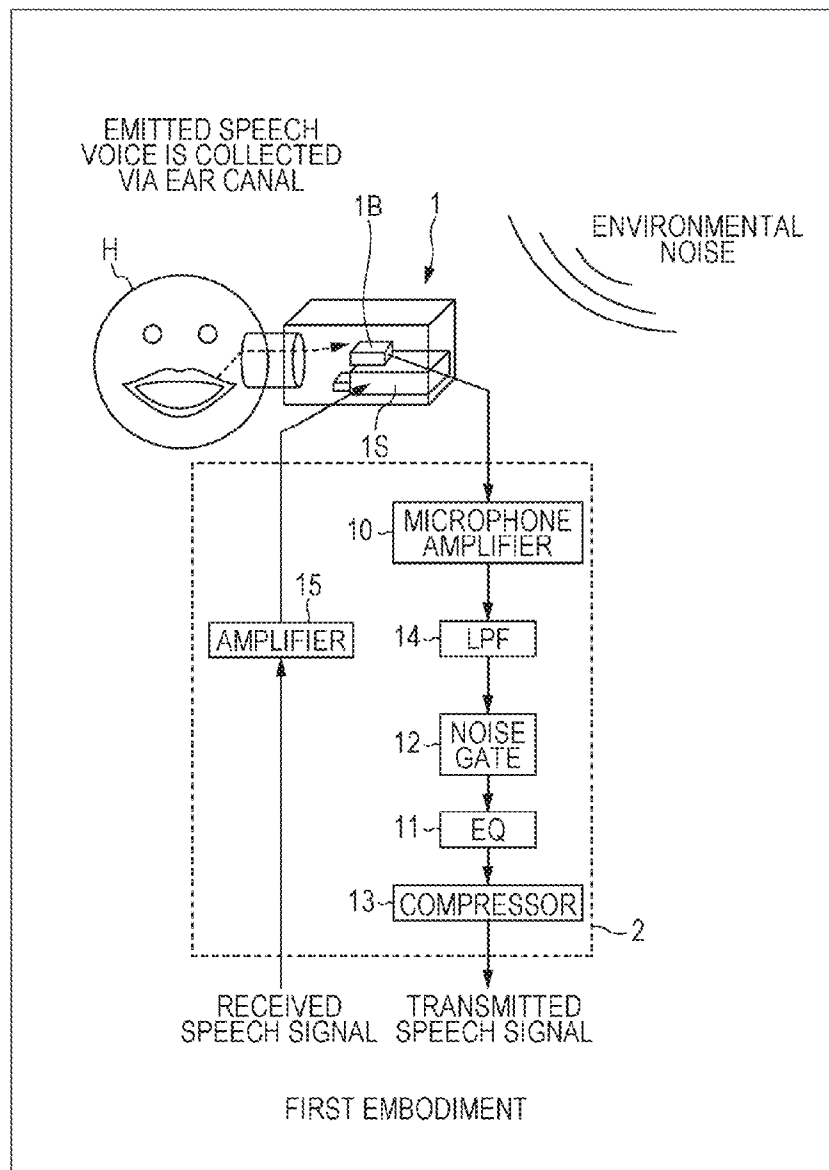 EMITTED SPEECH
VOICE IS COLLECTED
VIA EAR CANAL
1B
1
ENVIRONMENTAL
NOISE
H
1S
10
MICROPHONE
AMPLIFIER
15
AMPLIFIER
14
LPF
12
NOISE
GATE
11
EQ
13
COMPRESSOR
2
RECEIVED
SPEECH SIGNAL
TRANSMITTED
SPEECH SIGNAL
FIRST EMBODIMENT